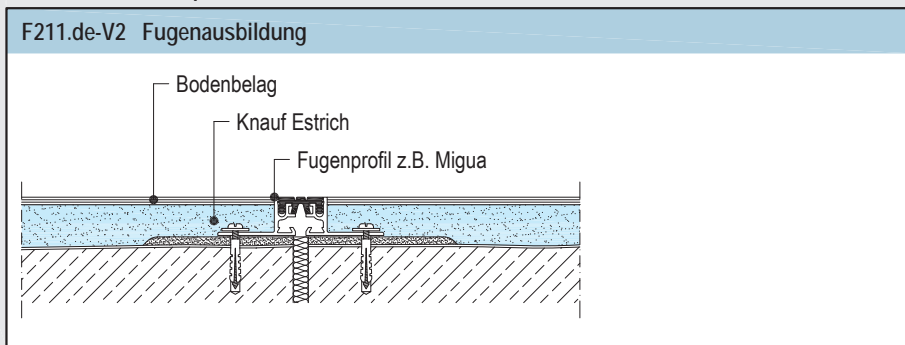 F211.de-V2 Fugenausbildung
Bodenbelag
Knauf Estrich
Fugenprofil z.B. Migua